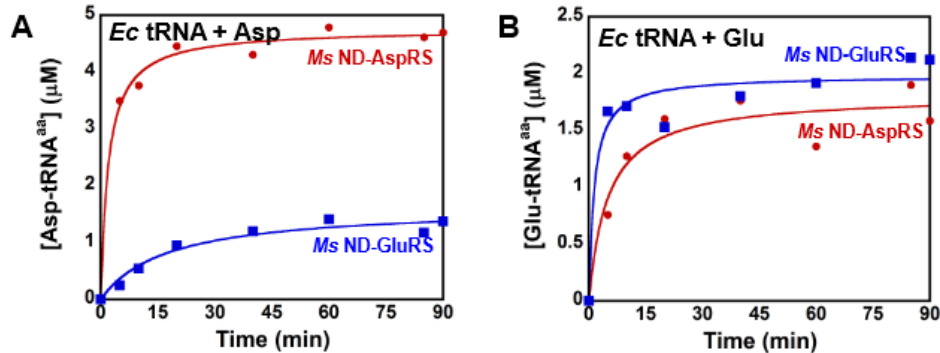 A
Ec tRNA + Asp
Ms ND-AspRS
Ms ND-GluRS
[Asp-tRNAᵃᵃ] (μM)
5
4
3
2
1
0
0 15 30 45 60 75 90
Time (min)
B
Ec tRNA + Glu
Ms ND-GluRS
Ms ND-AspRS
[Glu-tRNAᵃᵃ] (μM)
2.5
2
1.5
1
0.5
0
0 15 30 45 60 75 90
Time (min)